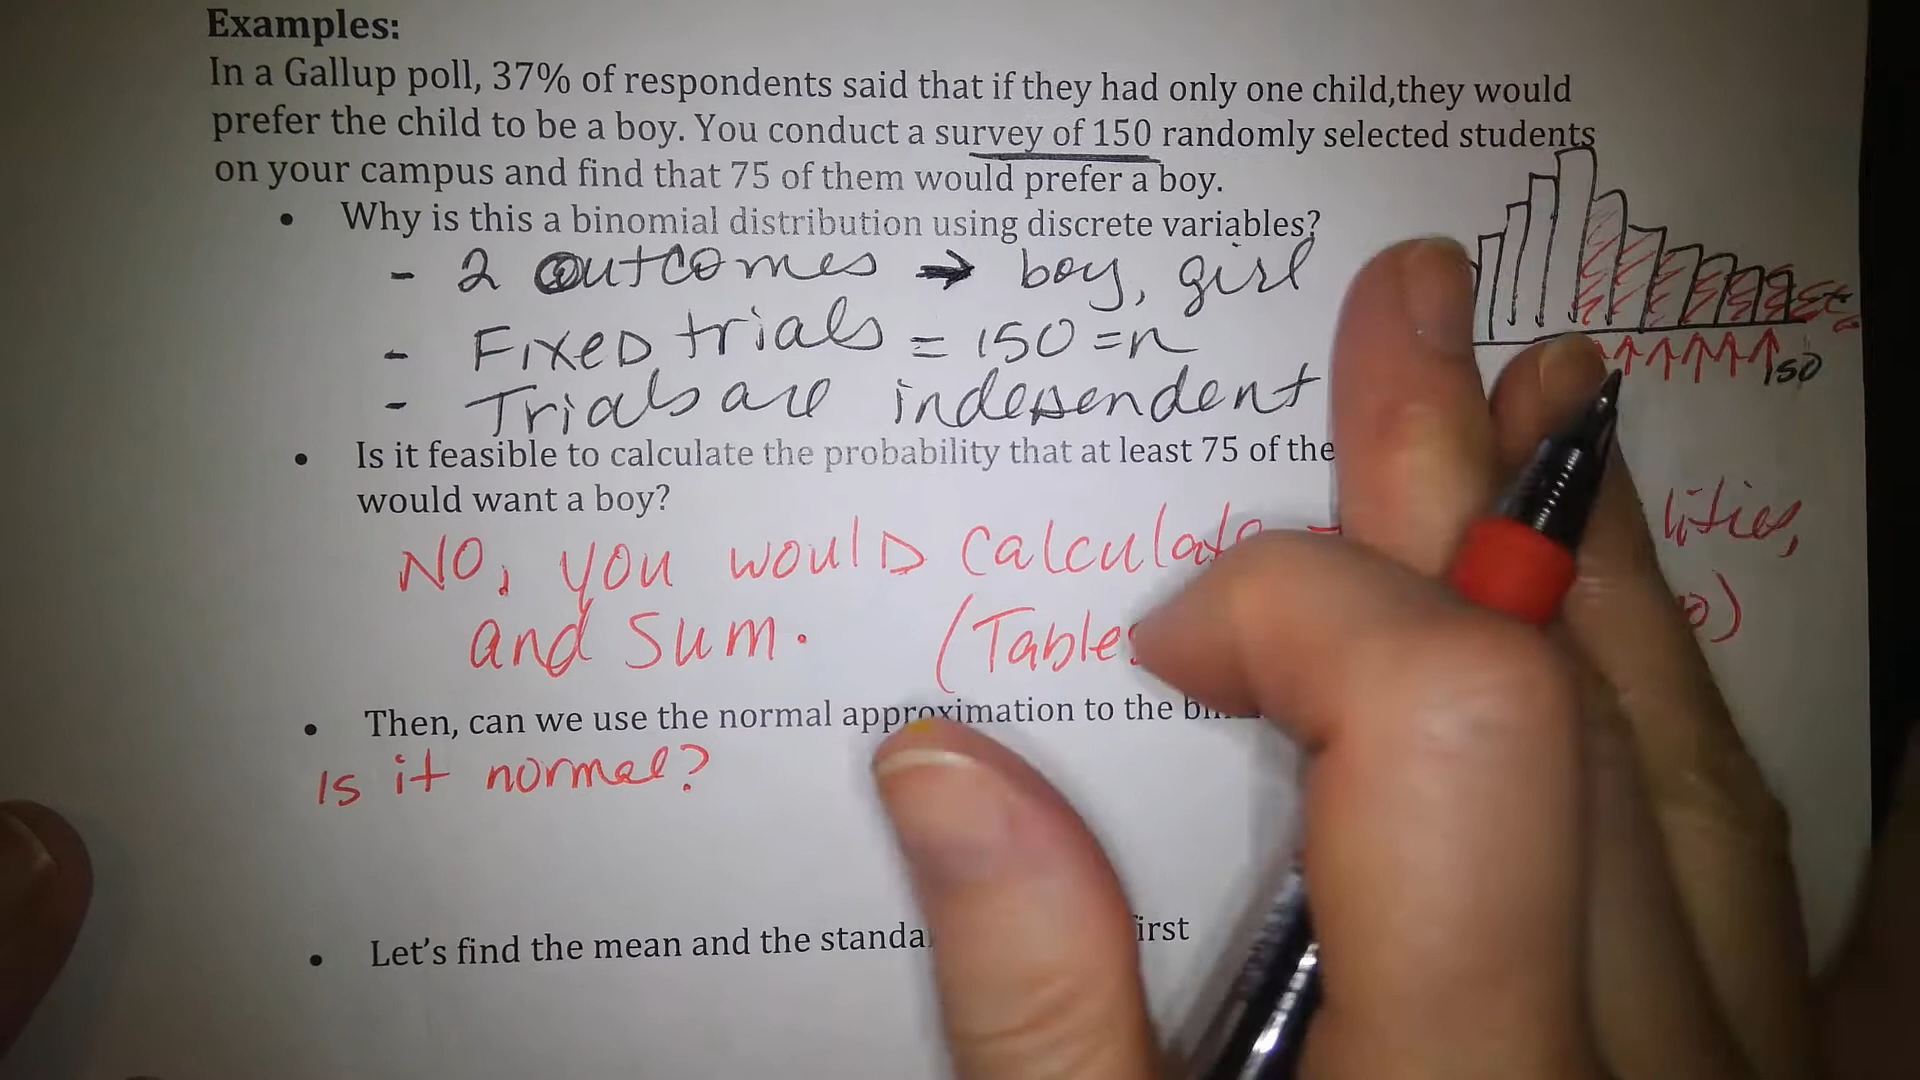 Examples:
In a Gallup poll, 37% of respondents said that if they had only one child,they would
prefer the child to be a boy. You conduct a survey of 150 randomly selected students
on your campus and find that 75 of them would prefer a boy.
• Why is this a binomial distribution using discrete variables?
- 2 outcomes → boy, girl
- Fixed trials = 150 = n
150
- Trials are independent
• Is it feasible to calculate the probability that at least 75 of the
would want a boy?
NO, you would calculate
and sum. (Tables
• Then, can we use the normal approximation to the
Is it normal?
• Let's find the mean and the